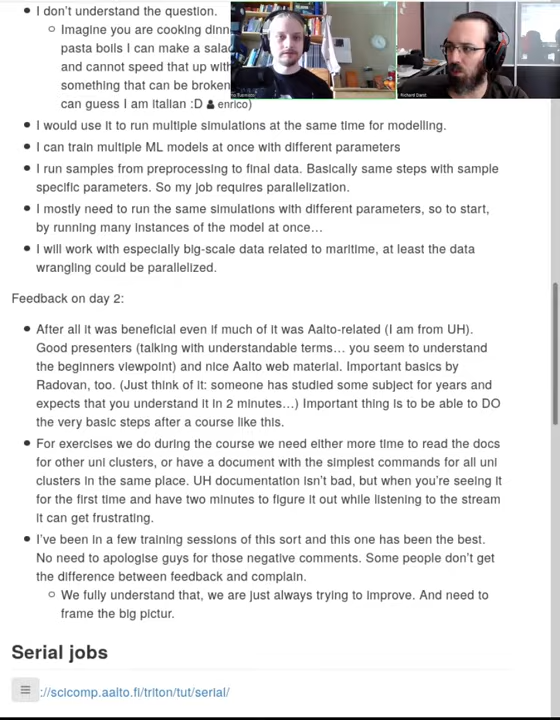 I don't understand the question.
Imagine you are cooking dinn
pasta boils I can make a salad
and cannot speed that up with
something that can be broken
can guess I am italian :D enrico)
I would use it to run multiple simulations at the same time for modelling.
I can train multiple ML models at once with different parameters
I run samples from preprocessing to final data. Basically same steps with sample
specific parameters. So my job requires parallelization.
I mostly need to run the same simulations with different parameters, so to start,
by running many instances of the model at once…
I will work with especially big-scale data related to maritime, at least the data
wrangling could be parallelized.
Feedback on day 2:
After all it was beneficial even if much of it was Aalto-related (I am from UH).
Good presenters (talking with understandable terms… you seem to understand
the beginners viewpoint) and nice Aalto web material. Important basics by
Radovan, too. (Just think of it: someone has studied some subject for years and
expects that you understand it in 2 minutes…) Important thing is to be able to DO
the very basic steps after a course like this.
For exercises we do during the course we need either more time to read the docs
for other uni clusters, or have a document with the simplest commands for all uni
clusters in the same place. UH documentation isn't bad, but when you're seeing it
for the first time and have two minutes to figure it out while listening to the stream
it can get frustrating.
I've been in a few training sessions of this sort and this one has been the best.
No need to apologise guys for those negative comments. Some people don't get
the difference between feedback and complain.
We fully understand that, we are just always trying to improve. And need to
frame the big pictur.
Serial jobs
://scicomp.aalto.fi/triton/tut/serial/